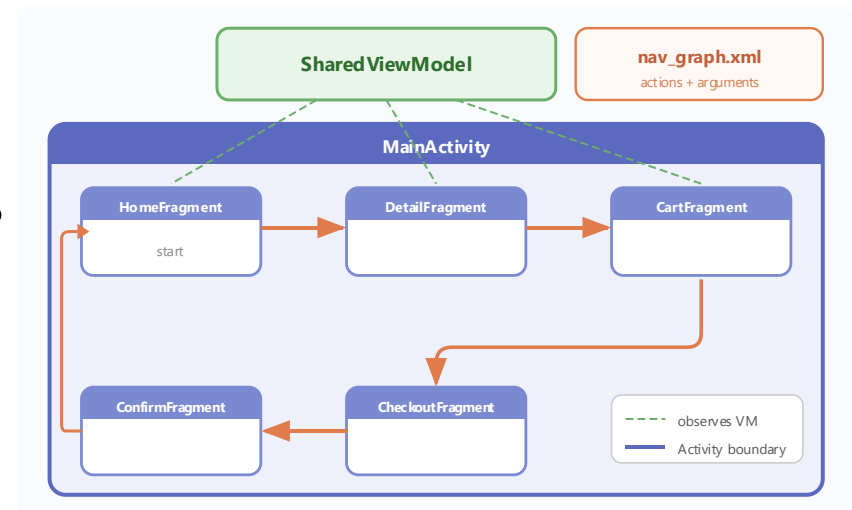 SharedViewModel
nav_graph.xml
actions + arguments
MainActivity
HomeFragment
DetailFragment
CartFragment
start
ConfirmFragment
CheckoutFragment
observes VM
Activity boundary